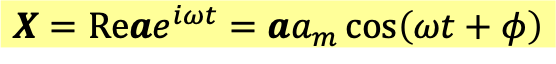 𝑿 = Re𝒂𝑒^{𝑖𝜔𝑡} = 𝒂𝑎_𝑚 cos(𝜔𝑡 + 𝜙)